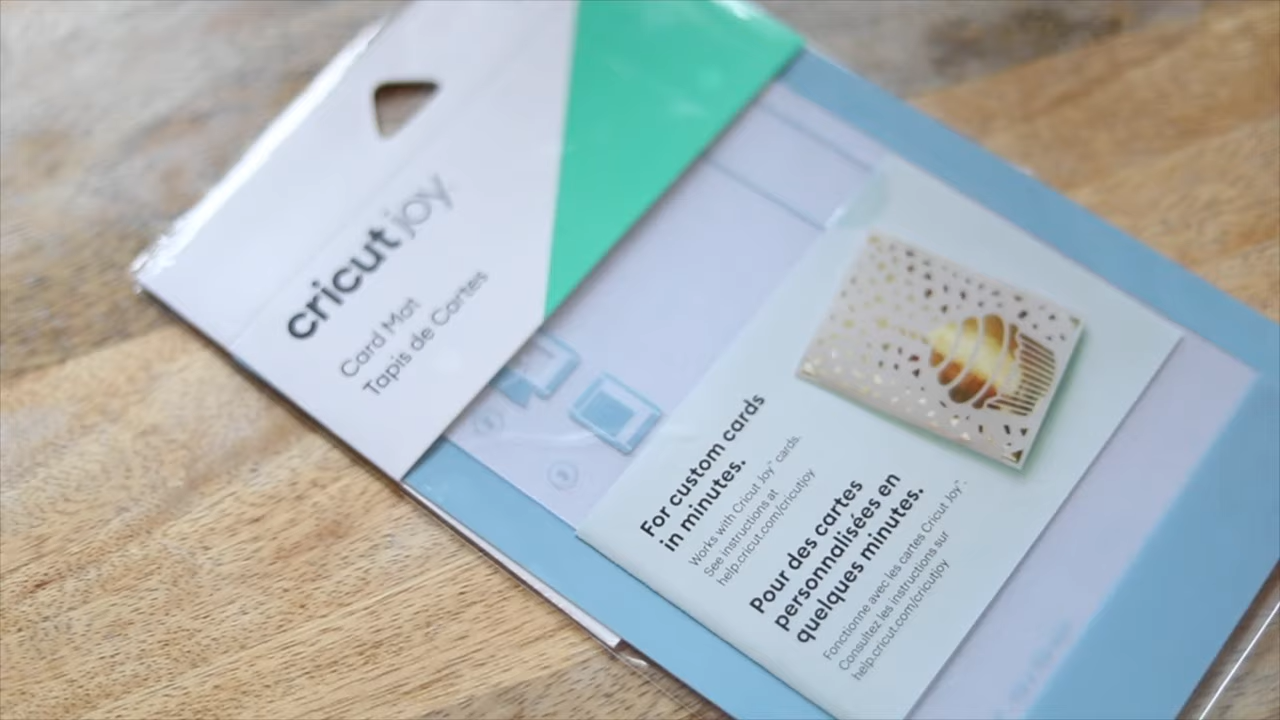 cricut joy
Card Mat
Tapis de Cartes
For custom cards
in minutes.
Works with Cricut Joy™ cards.
See instructions at
help.cricut.com/cricutjoy
Pour des cartes
personnalisées en
quelques minutes.
Fonctionne avec les cartes Cricut Joy™.
Consultez les instructions sur
help.cricut.com/cricutjoy